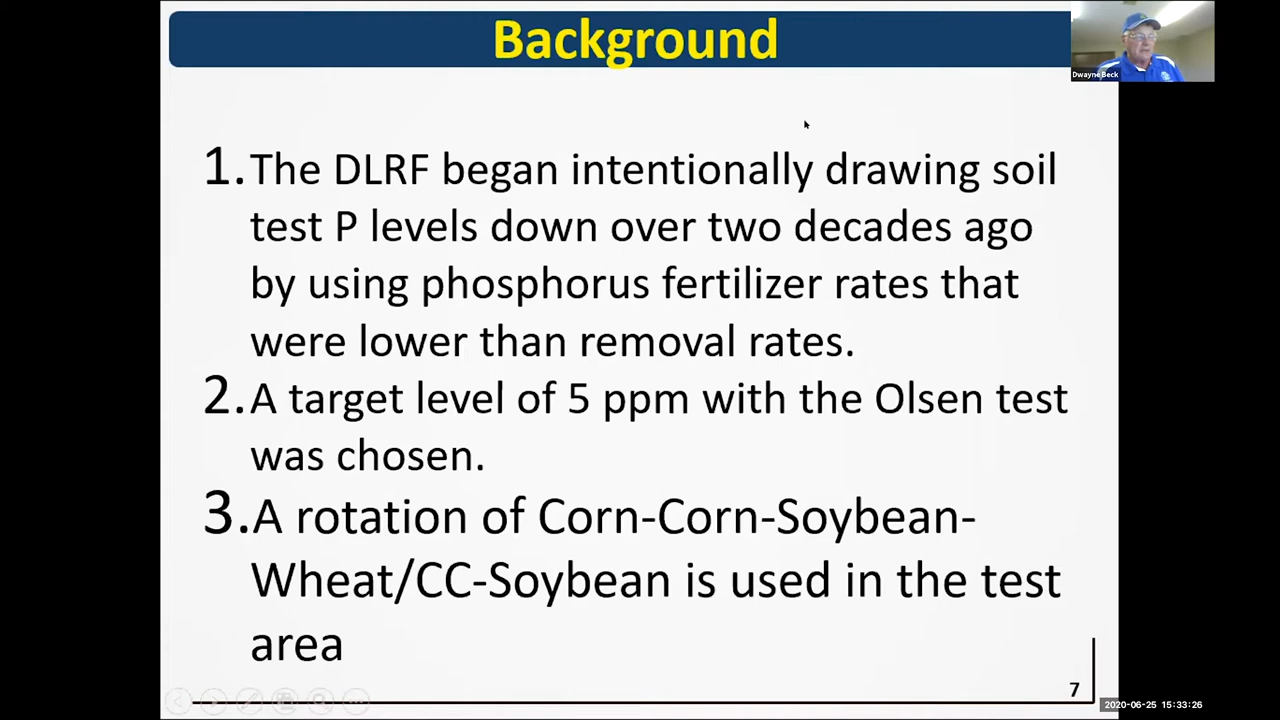 Background
Dwayne Beck
1. The DLRF began intentionally drawing soil
test P levels down over two decades ago
by using phosphorus fertilizer rates that
were lower than removal rates.
2. A target level of 5 ppm with the Olsen test
was chosen.
3. A rotation of Corn-Corn-Soybean-
Wheat/CC-Soybean is used in the test
area
7
2020-06-25 15:33:26